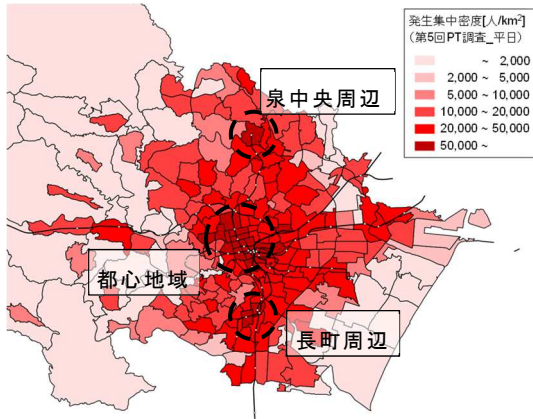 発生集中密度[人/km²]
(第5回PT調査_平日)
~ 2,000
2,000 ~ 5,000
5,000 ~ 10,000
10,000 ~ 20,000
20,000 ~ 50,000
50,000 ~
泉中央周辺
都心地域
長町周辺